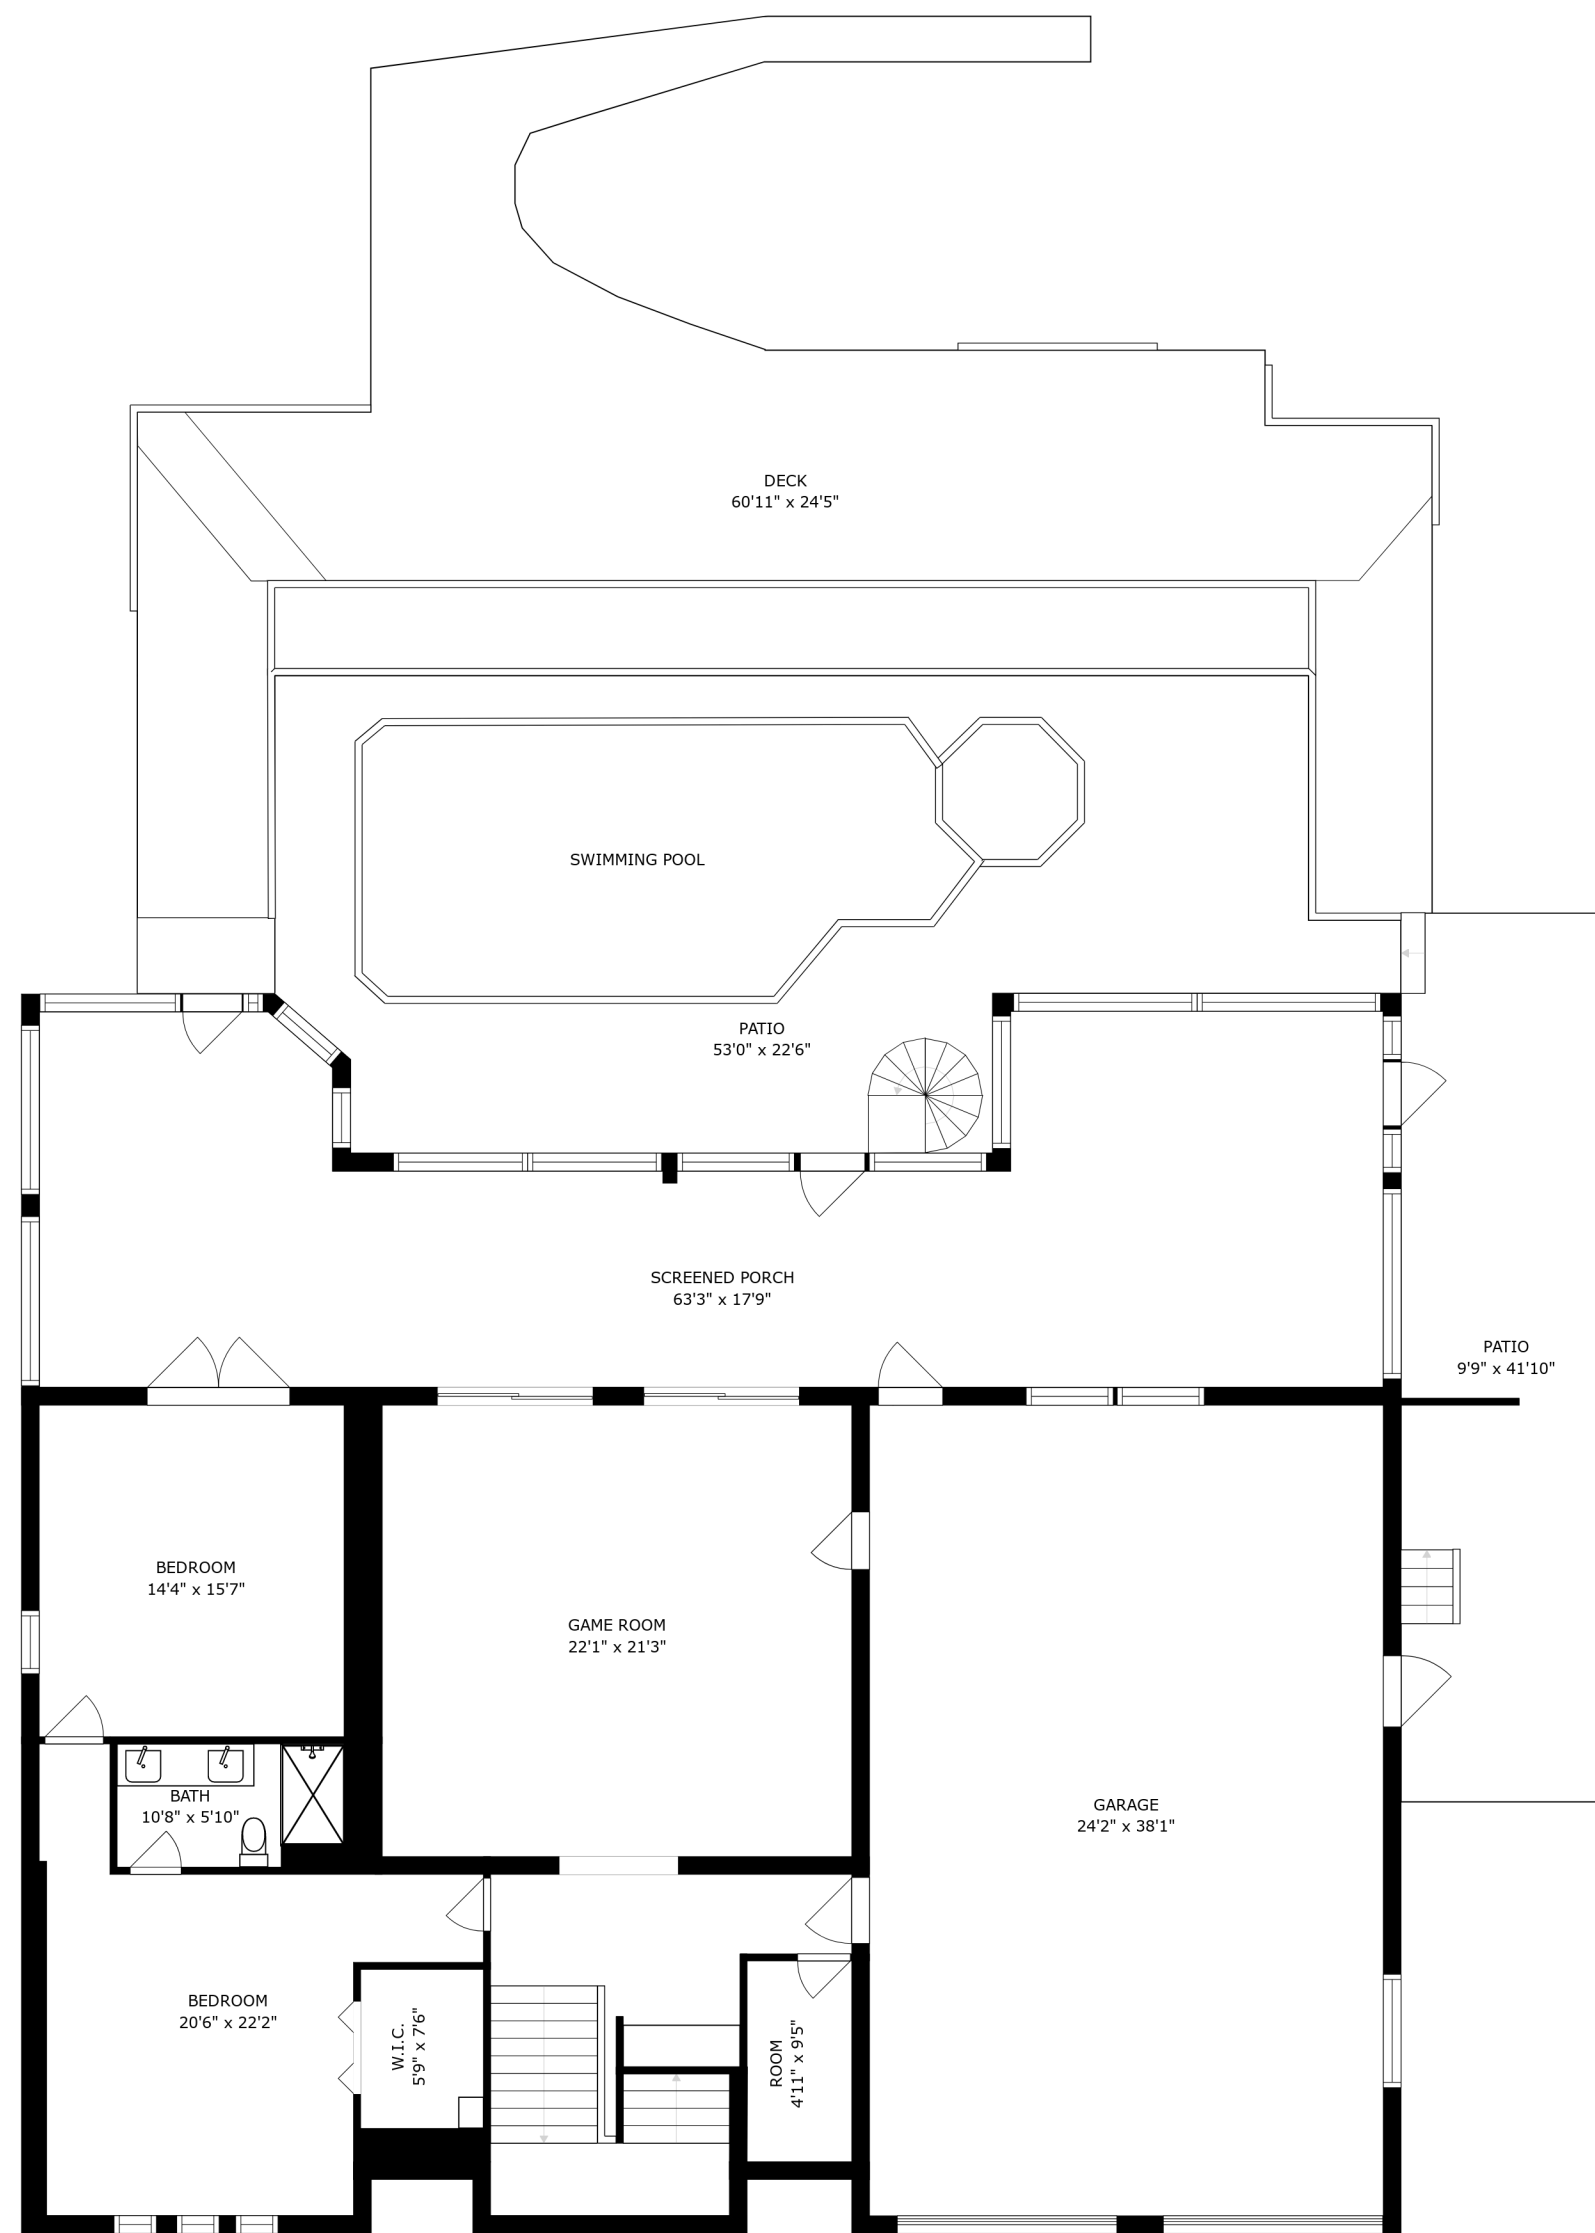 DECK
60'11" x 24'5"
SWIMMING POOL
PATIO
53'0" x 22'6"
SCREENED PORCH
63'3" x 17'9"
PATIO
9'9" x 41'10"
BEDROOM
14'4" x 15'7"
GAME ROOM
22'1" x 21'3"
BATH
10'8" x 5'10"
GARAGE
24'2" x 38'1"
BEDROOM
20'6" x 22'2"
W.I.C.
5'9" x 7'6"
ROOM
4'11" x 9'5"